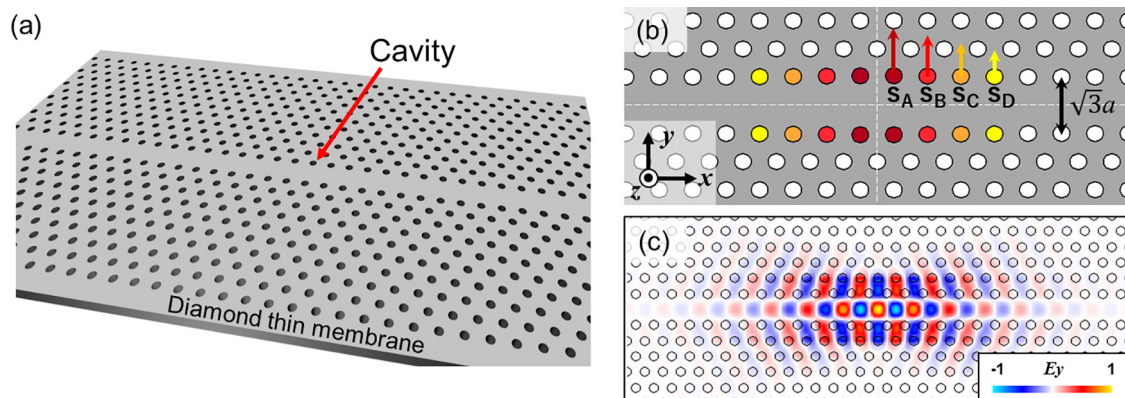 (a)
Cavity
Diamond thin membrane
(b)
S_A S_B S_C S_D
√3a
y
z x
(c)
-1 Ey 1